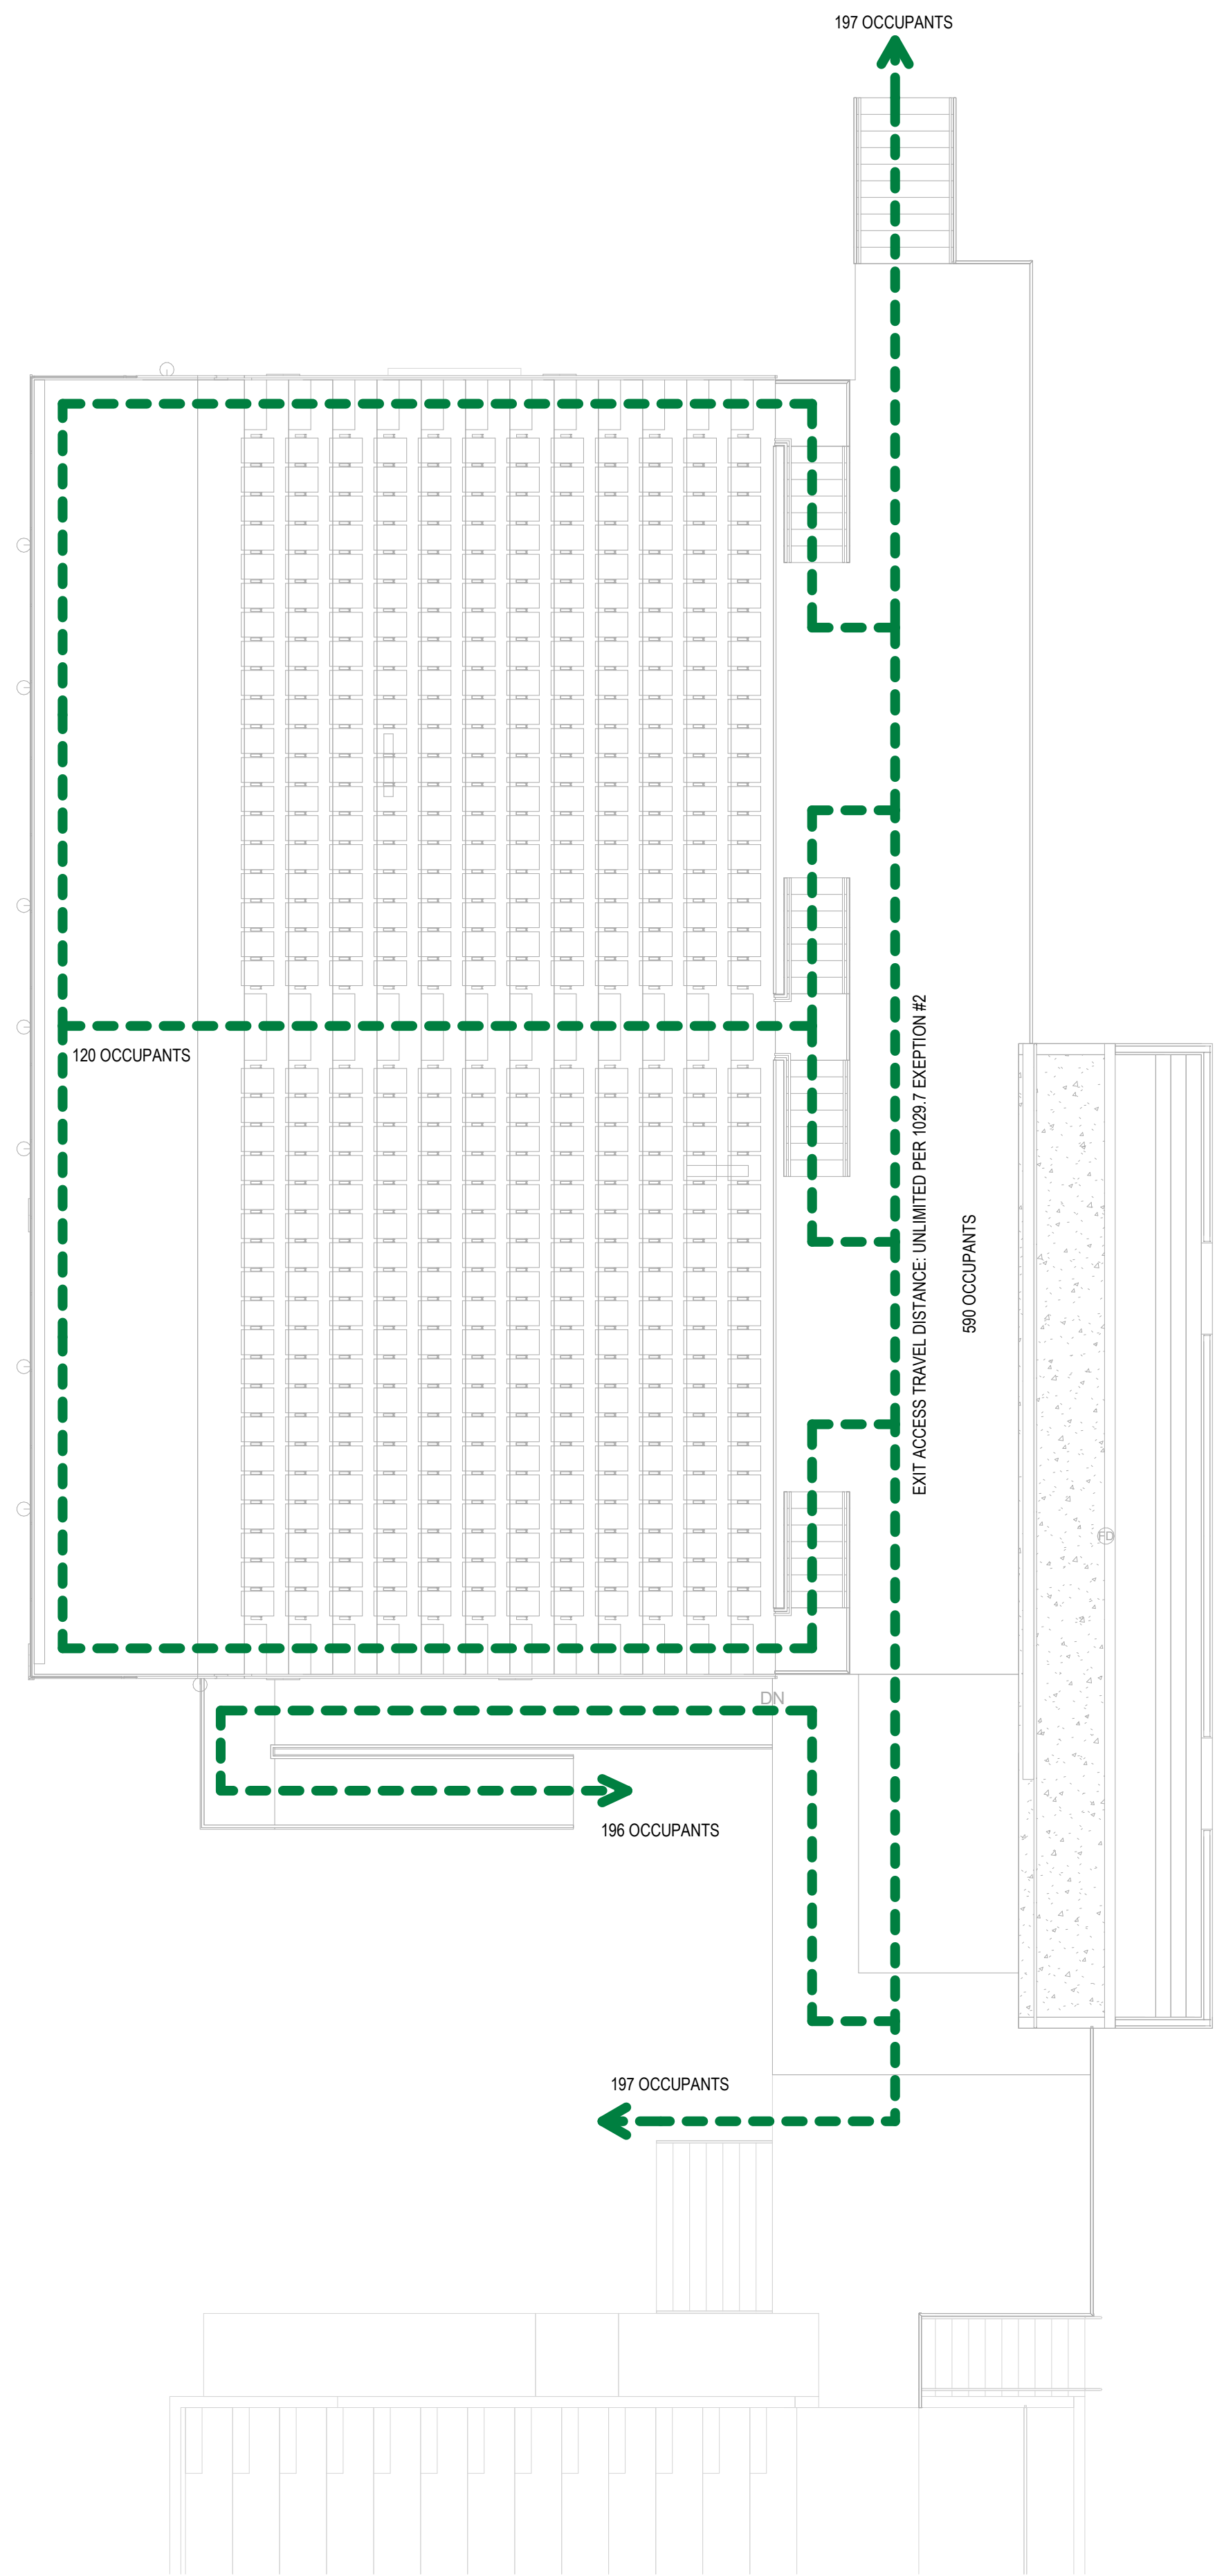 197 OCCUPANTS
120 OCCUPANTS
EXIT ACCESS TRAVEL DISTANCE: UNLIMITED PER 1029.7 EXEPTION #2
590 OCCUPANTS
FD
DN
196 OCCUPANTS
197 OCCUPANTS